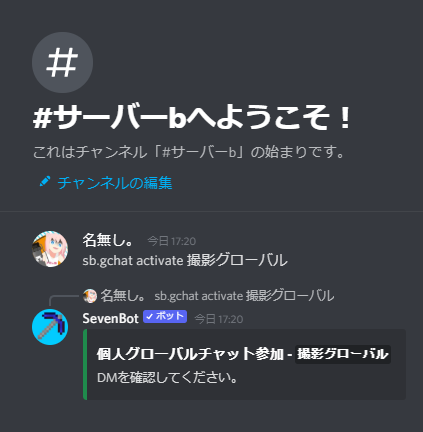 #サーバーbへようこそ！
これはチャンネル「#サーバーb」の始まりです。
チャンネルの編集
名無し。 今日 17:20
sb.gchat activate 撮影グローバル
名無し。 sb.gchat activate 撮影グローバル
SevenBot ✓ボット 今日 17:20
個人グローバルチャット参加 - 撮影グローバル
DMを確認してください。